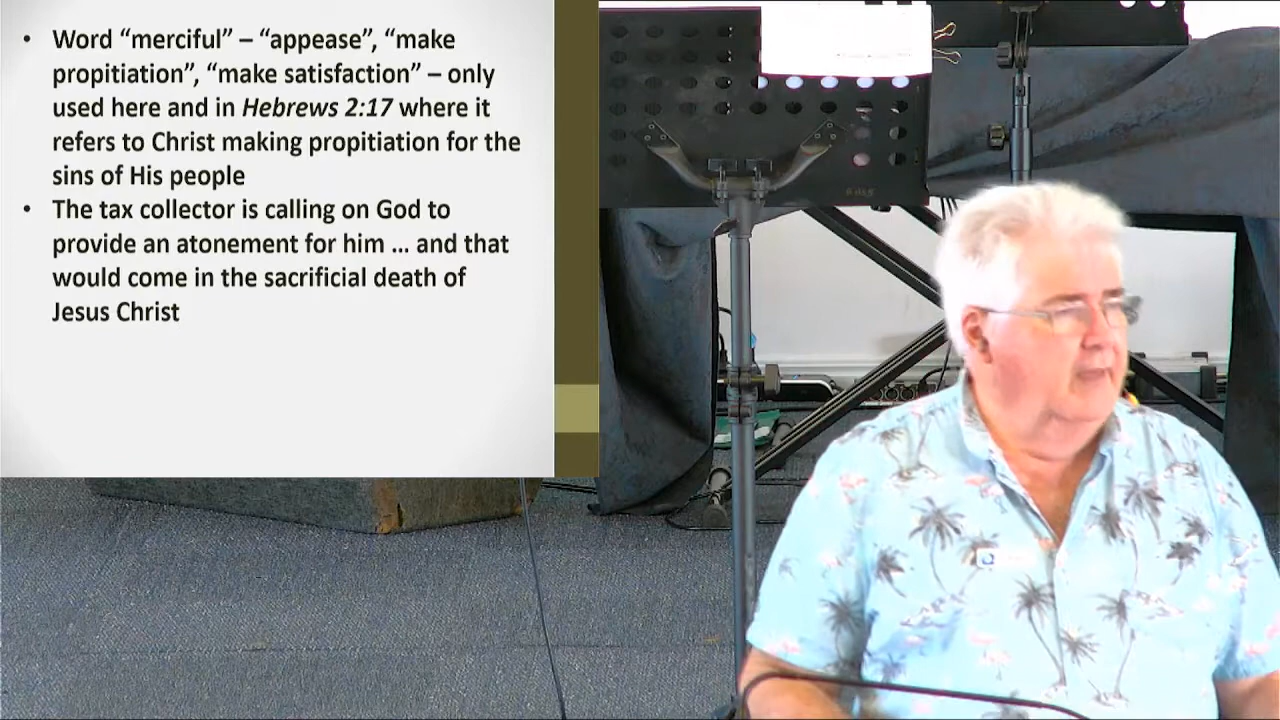 • Word “merciful” – “appease”, “make
propitiation”, “make satisfaction” – only
used here and in Hebrews 2:17 where it
refers to Christ making propitiation for the
sins of His people
• The tax collector is calling on God to
provide an atonement for him ... and that
would come in the sacrificial death of
Jesus Christ